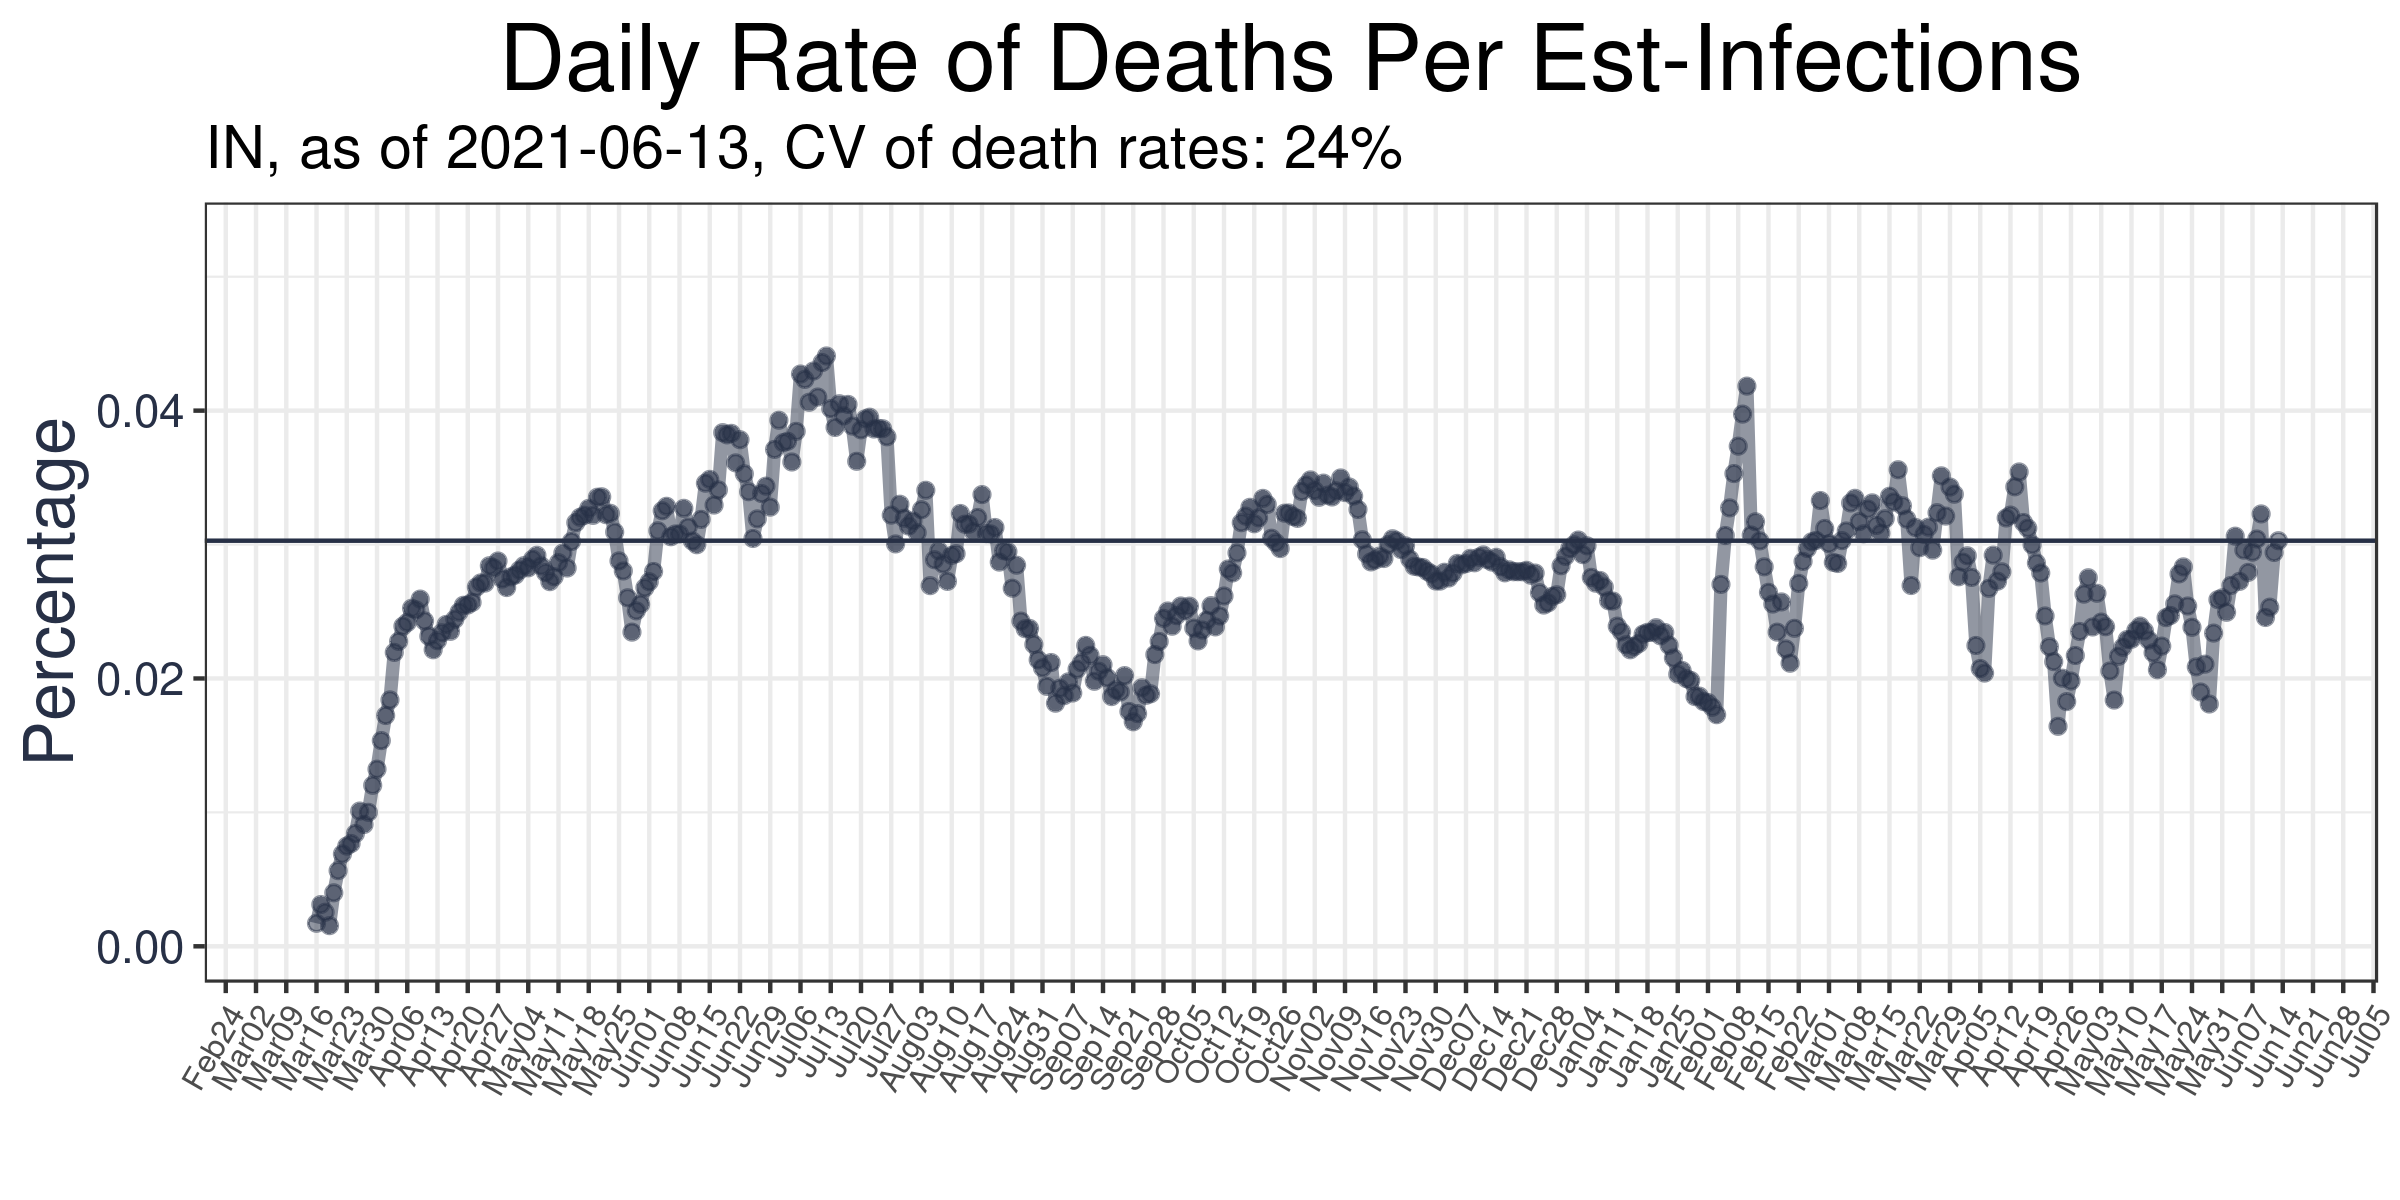 Daily Rate of Deaths Per Est-Infections
IN, as of 2021-06-13, CV of death rates: 24%
Percentage
0.04
0.02
0.00
Feb24
Mar02
Mar09
Mar16
Mar23
Mar30
Apr06
Apr13
Apr20
Apr27
May04
May11
May18
May25
Jun01
Jun08
Jun15
Jun22
Jun29
Jul06
Jul13
Jul20
Jul27
Aug03
Aug10
Aug17
Aug24
Aug31
Sep07
Sep14
Sep21
Sep28
Oct05
Oct12
Oct19
Oct26
Nov02
Nov09
Nov16
Nov23
Nov30
Dec07
Dec14
Dec21
Dec28
Jan04
Jan11
Jan18
Jan25
Feb01
Feb08
Feb15
Feb22
Mar01
Mar08
Mar15
Mar22
Mar29
Apr05
Apr12
Apr19
Apr26
May03
May10
May17
May24
May31
Jun07
Jun14
Jun21
Jun28
Jul05